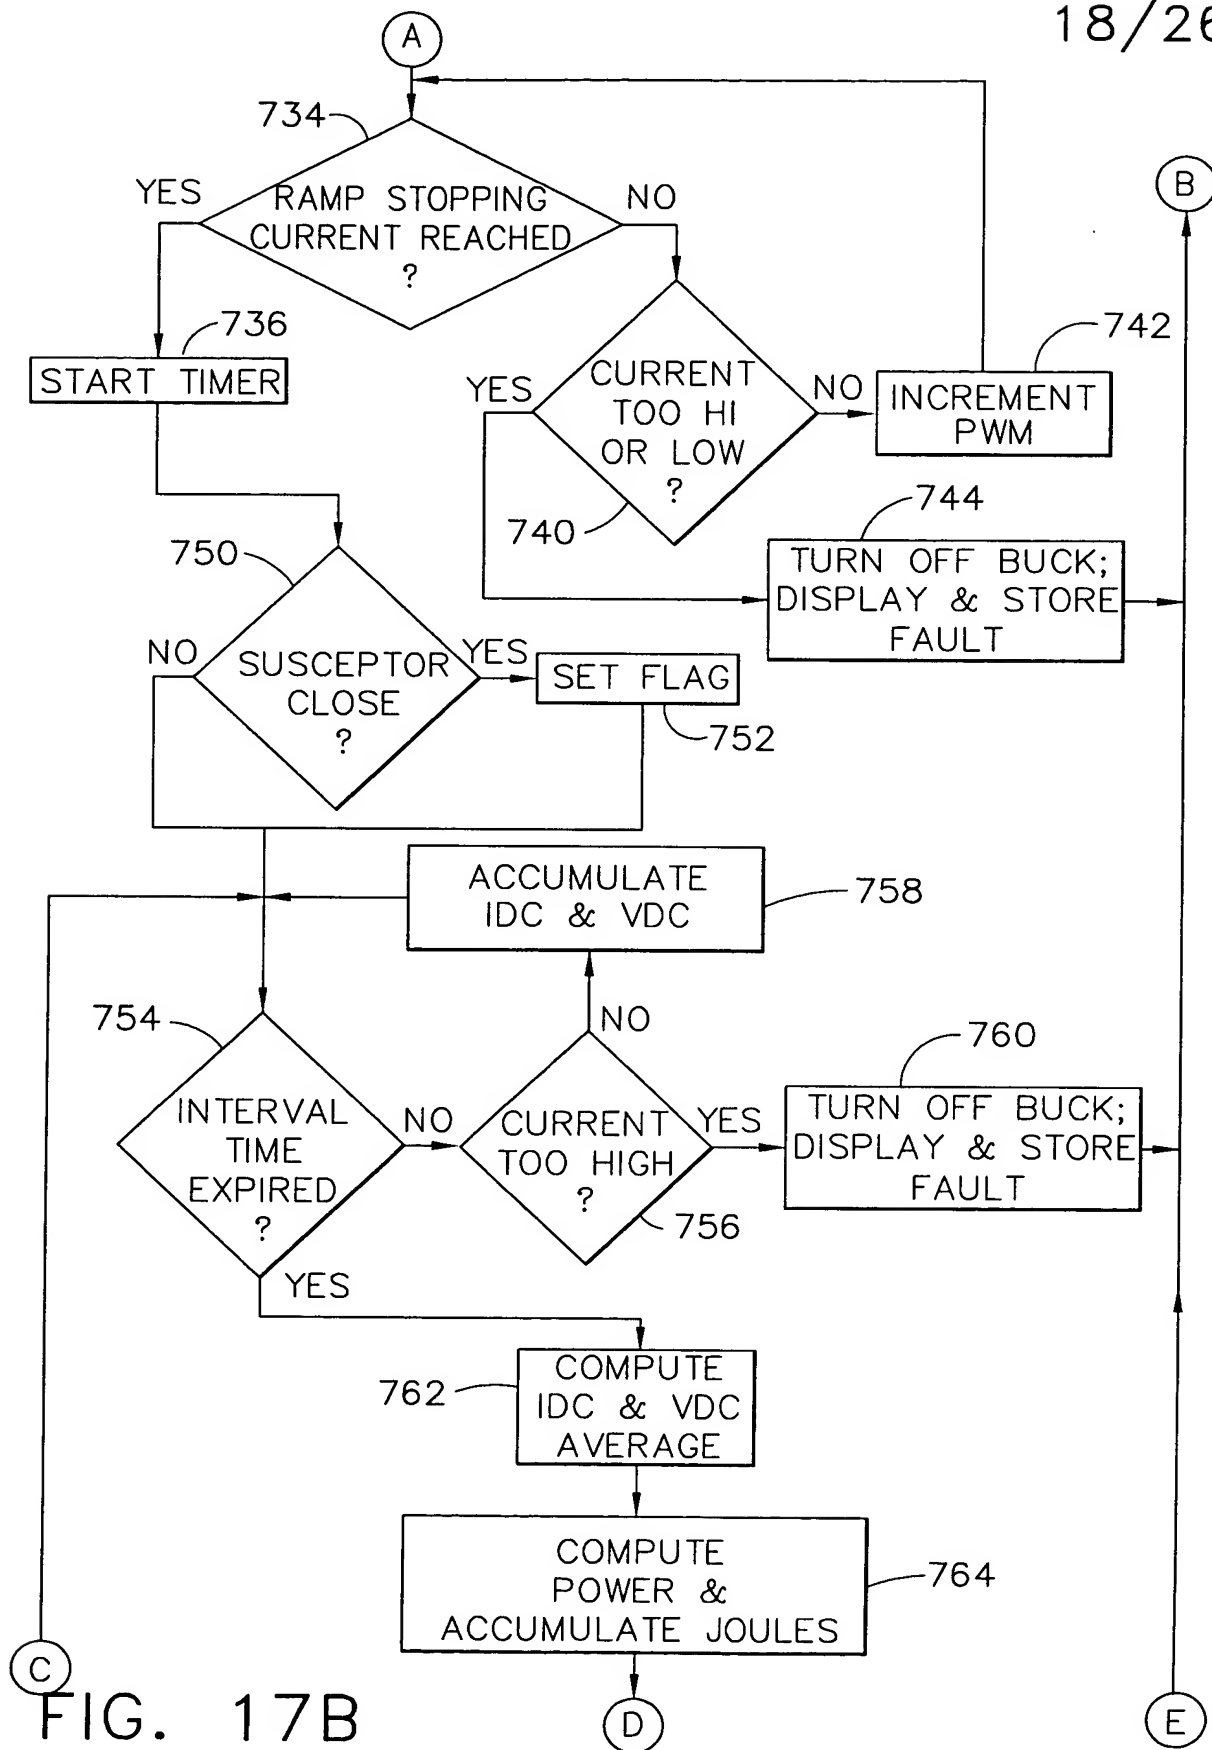 18/26
A
734
YES
RAMP STOPPING
CURRENT REACHED
?
NO
B
736
START TIMER
742
YES
CURRENT
TOO HI
OR LOW
?
NO
INCREMENT
PWM
740
744
TURN OFF BUCK;
DISPLAY & STORE
FAULT
750
NO
SUSCEPTOR
CLOSE
?
YES
SET FLAG
752
ACCUMULATE
IDC & VDC
758
754
NO
INTERVAL
TIME
EXPIRED
?
NO
CURRENT
TOO HIGH
?
YES
756
760
TURN OFF BUCK;
DISPLAY & STORE
FAULT
YES
762
COMPUTE
IDC & VDC
AVERAGE
COMPUTE
POWER &
ACCUMULATE JOULES
764
C
D
E
FIG. 17B